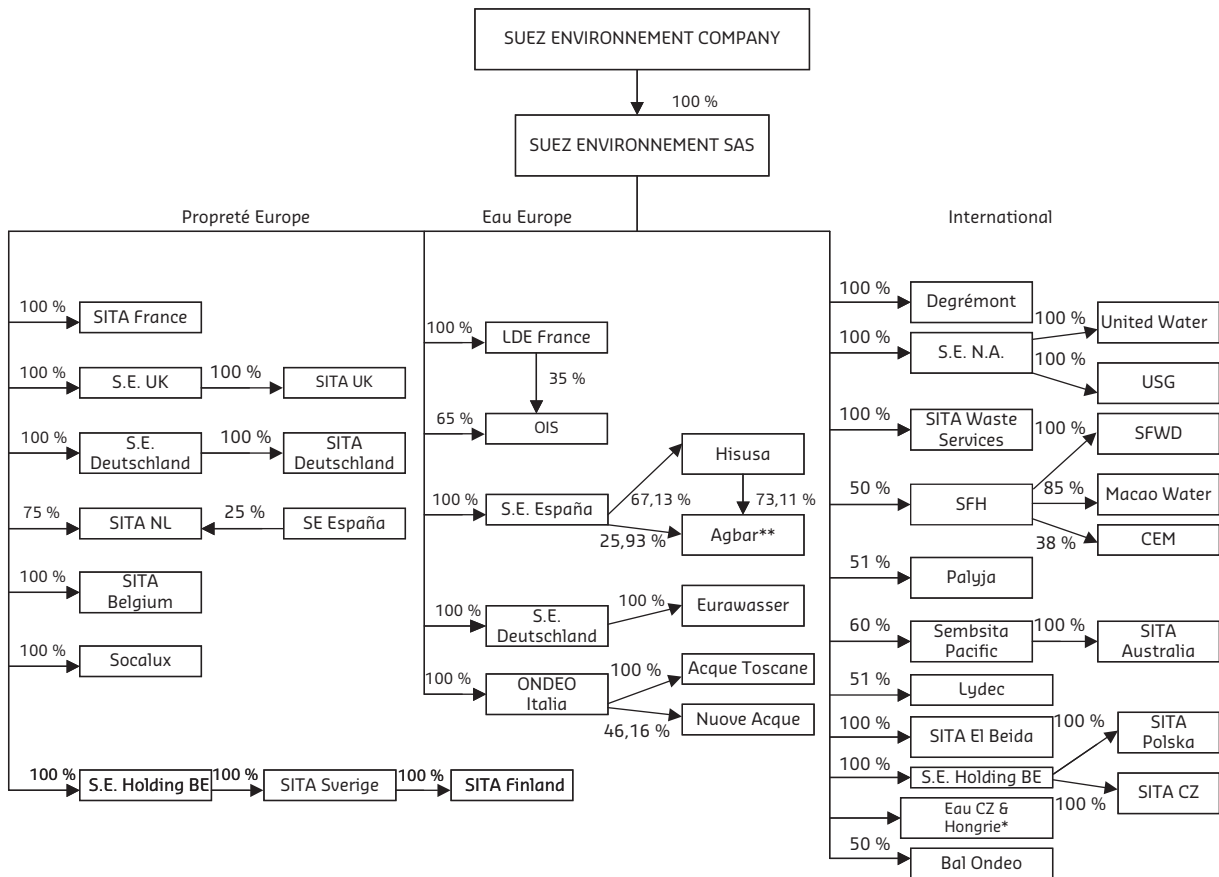 SUEZ ENVIRONNEMENT COMPANY
100 %
SUEZ ENVIRONNEMENT SAS
Propreté Europe
100 %
SITA France
100 %
S.E. UK
100 %
SITA UK
100 %
S.E.
Deutschland
100 %
SITA
Deutschland
75 %
SITA NL
25 %
SE España
100 %
SITA
Belgium
100 %
Socalux
100 %
S.E. Holding BE
100 %
SITA Sverige
100 %
SITA Finland
Eau Europe
100 %
LDE France
35 %
65 %
OIS
100 %
S.E. España
67,13 %
Hisusa
73,11 %
25,93 %
Agbar**
100 %
S.E.
Deutschland
100 %
Eurawasser
100 %
ONDEO
Italia
100 %
Acque Toscane
46,16 %
Nuove Acque
International
100 %
Degrémont
100 %
S.E. N.A.
100 %
United Water
100 %
USG
100 %
SITA Waste
Services
50 %
SFH
100 %
SFWD
85 %
Macao Water
38 %
CEM
51 %
Palyja
60 %
Sembsita
Pacific
100 %
SITA
Australia
51 %
Lydec
100 %
SITA El Beida
100 %
S.E. Holding BE
100 %
SITA
Polska
100 %
SITA CZ
Eau CZ &
Hongrie*
50 %
Bal Ondeo